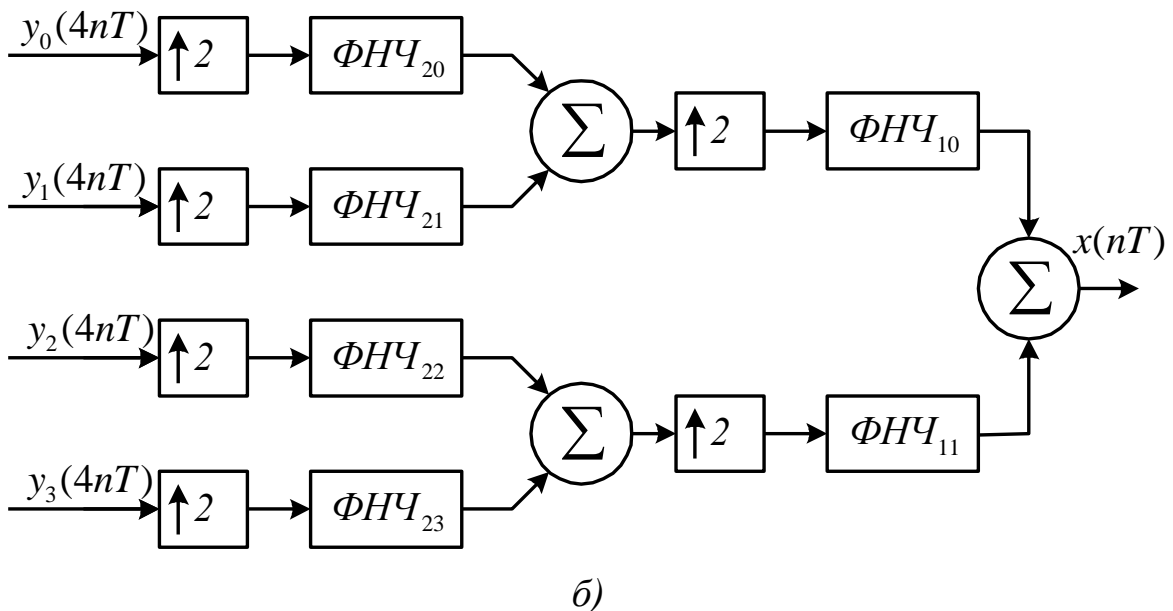 y₀(4nT)
↑2 ФНЧ₂₀
Σ ↑2 ФНЧ₁₀
y₁(4nT)
↑2 ФНЧ₂₁
x(nT)
Σ
y₂(4nT)
↑2 ФНЧ₂₂
Σ ↑2 ФНЧ₁₁
y₃(4nT)
↑2 ФНЧ₂₃
б)